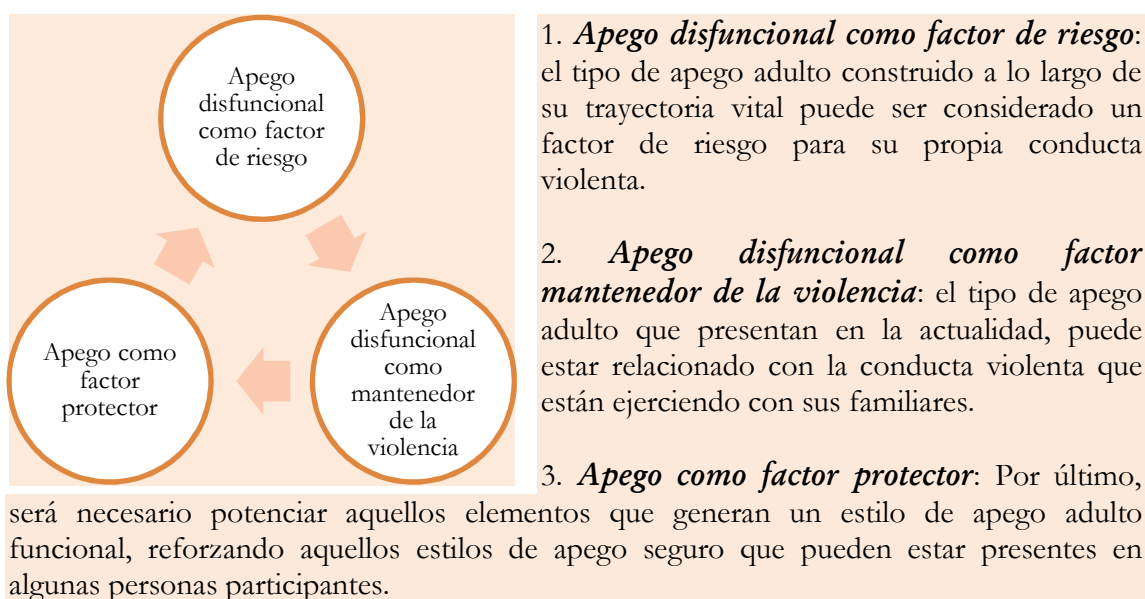 Apego
disfuncional
como factor
de riesgo
Apego
disfuncional
como
mantenedor
de la
violencia
Apego como
factor
protector
1. Apego disfuncional como factor de riesgo:
el tipo de apego adulto construido a lo largo de
su trayectoria vital puede ser considerado un
factor de riesgo para su propia conducta
violenta.
2. Apego disfuncional como factor
mantenedor de la violencia: el tipo de apego
adulto que presentan en la actualidad, puede
estar relacionado con la conducta violenta que
están ejerciendo con sus familiares.
3. Apego como factor protector: Por último,
será necesario potenciar aquellos elementos que generan un estilo de apego adulto
funcional, reforzando aquellos estilos de apego seguro que pueden estar presentes en
algunas personas participantes.